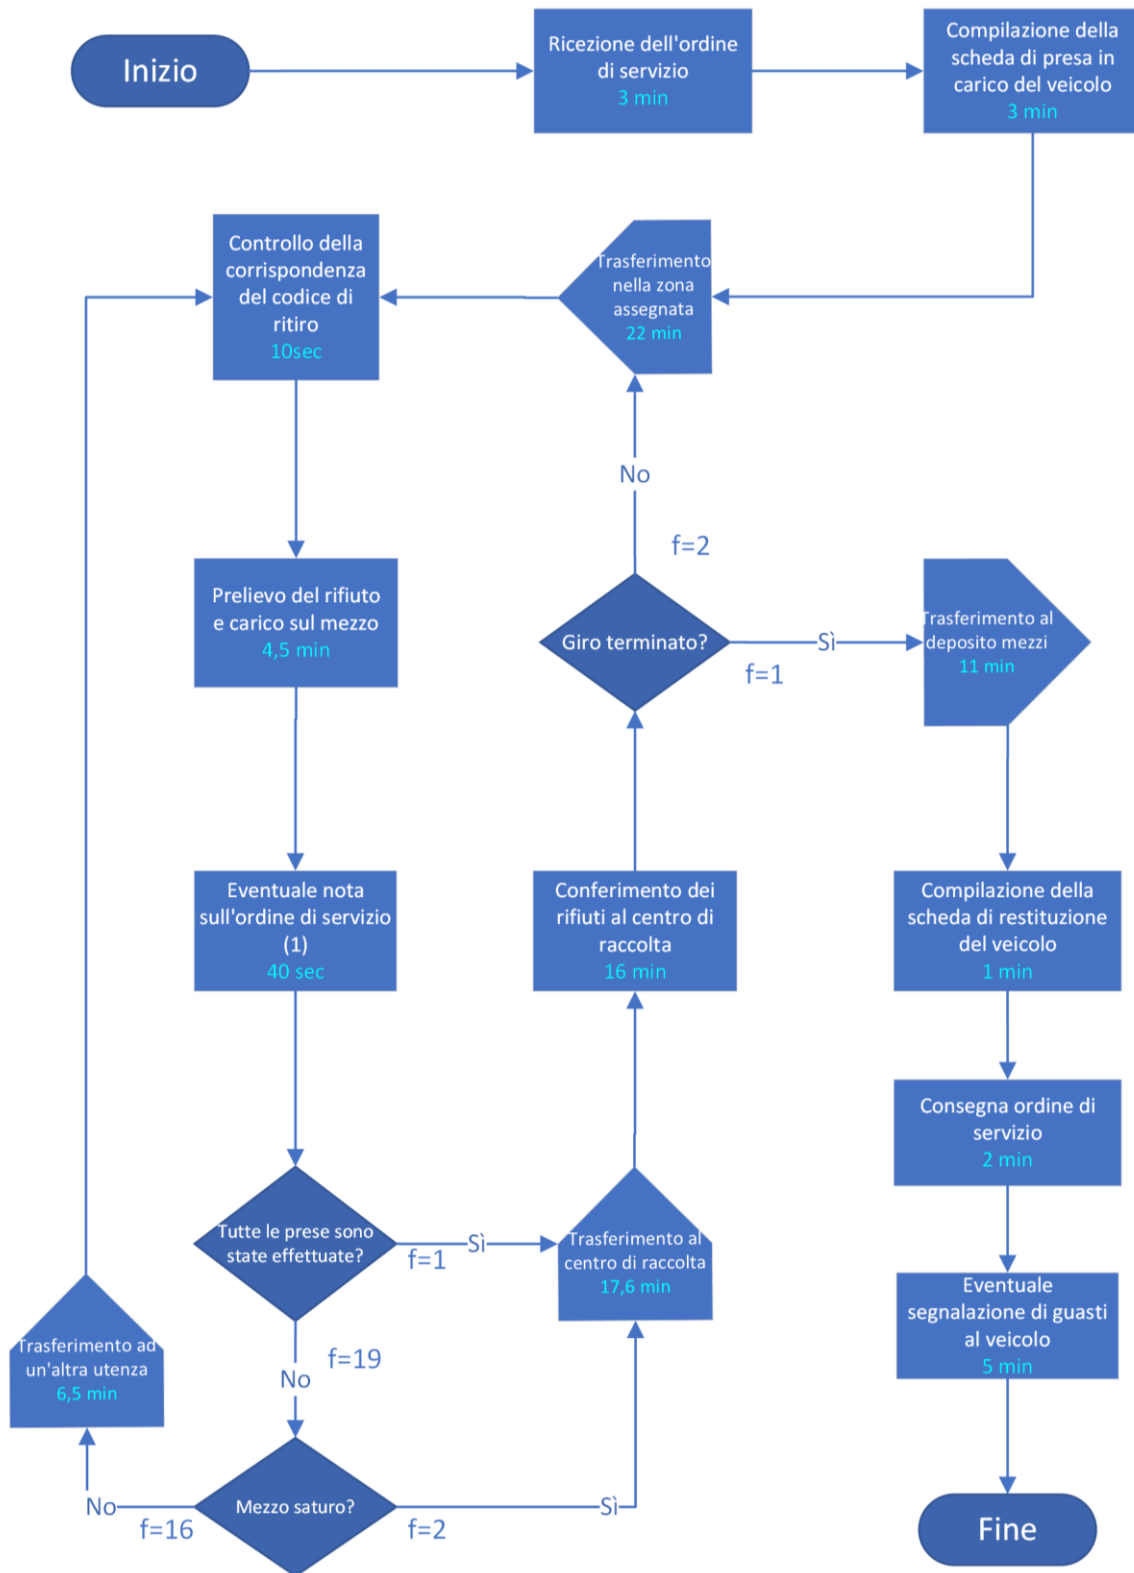 Inizio
Ricezione dell'ordine
di servizio
3 min
Compilazione della
scheda di presa in
carico del veicolo
3 min
Controllo della
corrispondenza
del codice di
ritiro
10sec
Trasferimento
nella zona
assegnata
22 min
No
f=2
Prelievo del rifiuto
e carico sul mezzo
4,5 min
Giro terminato?
Sì
f=1
Trasferimento al
deposito mezzi
11 min
Eventuale nota
sull'ordine di servizio
(1)
40 sec
Conferimento dei
rifiuti al centro di
raccolta
16 min
Compilazione della
scheda di restituzione
del veicolo
1 min
Consegna ordine di
servizio
2 min
Tutte le prese sono
state effettuate?
f=1
Sì
Trasferimento al
centro di raccolta
17,6 min
Eventuale
segnalazione di guasti
al veicolo
5 min
Trasferimento ad
un'altra utenza
6,5 min
f=19
No
Mezzo saturo?
No
f=16
f=2
Sì
Fine